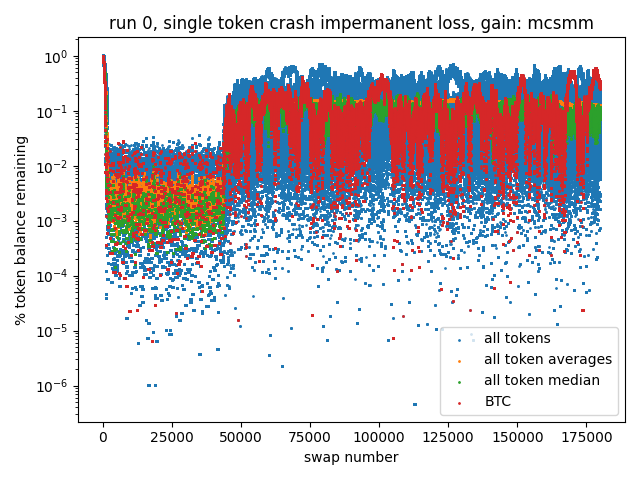 run 0, single token crash impermanent loss, gain: mcsmm
% token balance remaining
10^0
10^-1
10^-2
10^-3
10^-4
10^-5
10^-6
all tokens
all token averages
all token median
BTC
0 25000 50000 75000 100000 125000 150000 175000
swap number